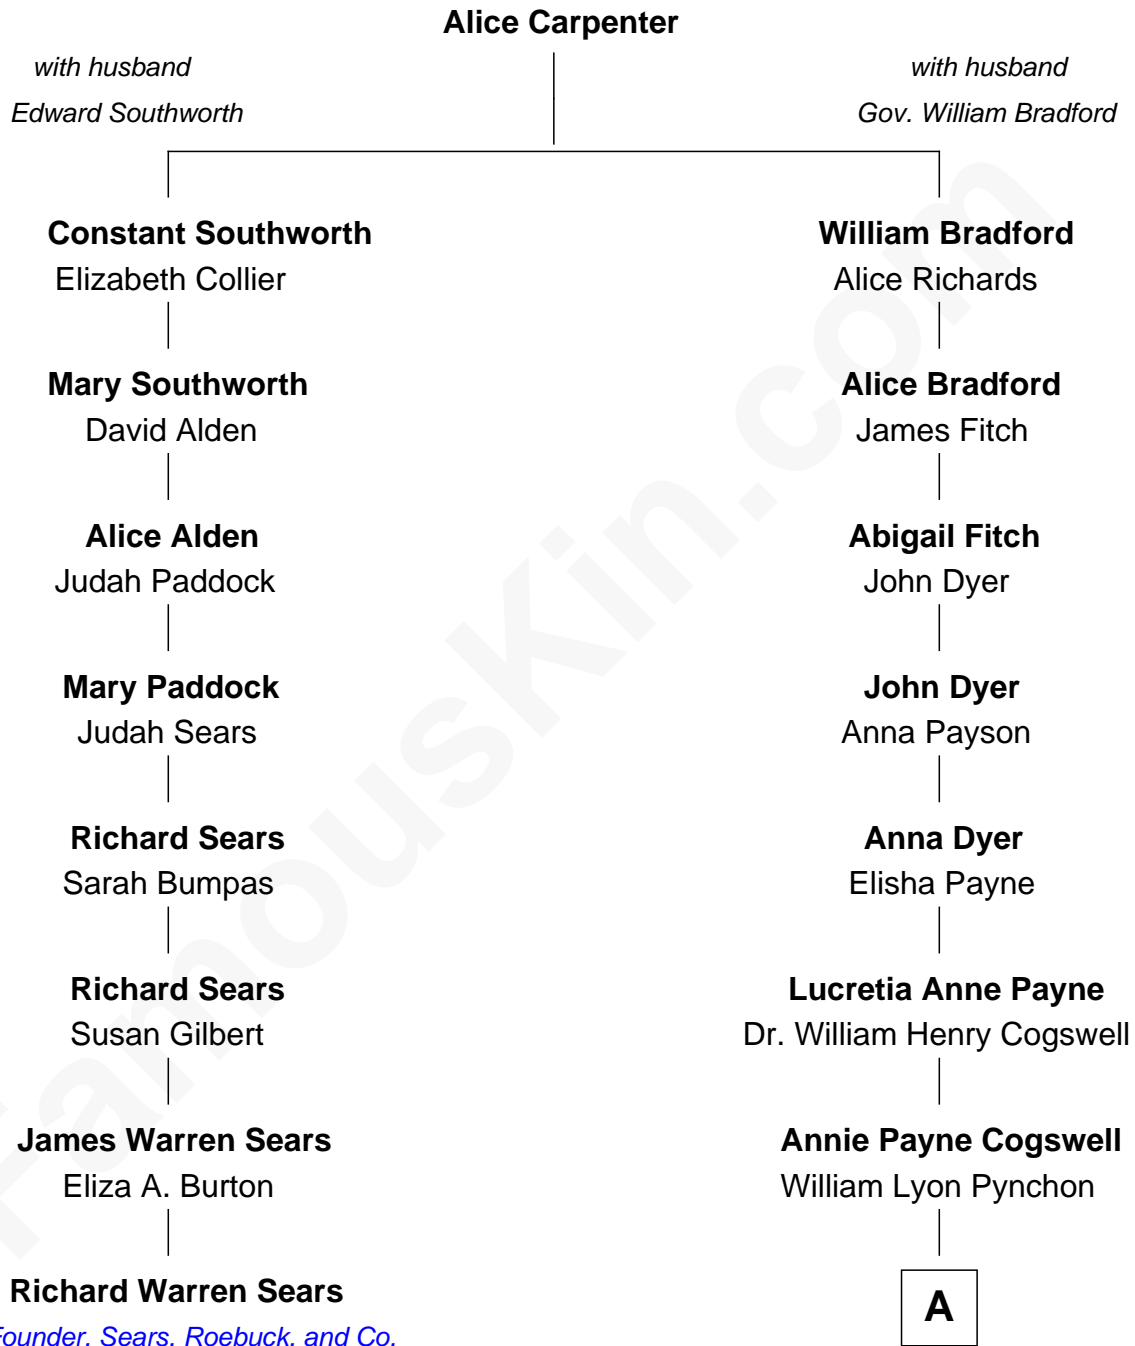 Alice Carpenter
with husband
Edward Southworth
with husband
Gov. William Bradford
Constant Southworth
Elizabeth Collier
William Bradford
Alice Richards
Mary Southworth
David Alden
Alice Bradford
James Fitch
Alice Alden
Judah Paddock
Abigail Fitch
John Dyer
Mary Paddock
Judah Sears
John Dyer
Anna Payson
Richard Sears
Sarah Bumpas
Anna Dyer
Elisha Payne
Richard Sears
Susan Gilbert
Lucretia Anne Payne
Dr. William Henry Cogswell
James Warren Sears
Eliza A. Burton
Annie Payne Cogswell
William Lyon Pynchon
Richard Warren Sears
Founder, Sears, Roebuck, and Co.
A
FamousKin.com